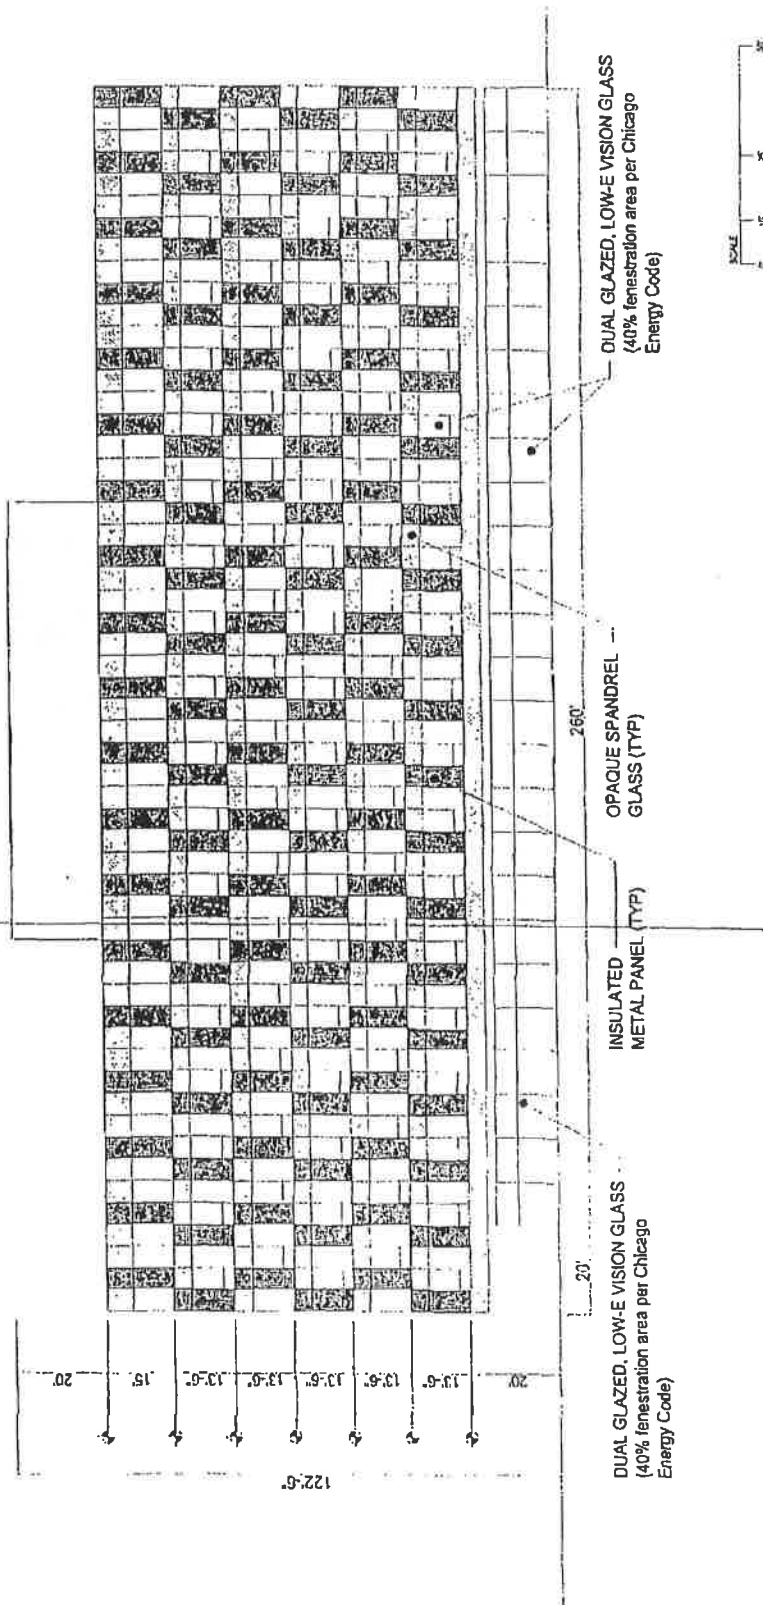 20'
15'
13'-6"
13'-6"
13'-6"
13'-6"
13'-6"
20'
122'-6"
20'
260'
DUAL GLAZED, LOW-E VISION GLASS
(40% fenestration area per Chicago
Energy Code)
INSULATED
METAL PANEL (TYP)
OPAQUE SPANDREL
GLASS (TYP)
DUAL GLAZED, LOW-E VISION GLASS
(40% fenestration area per Chicago
Energy Code)
SCALE